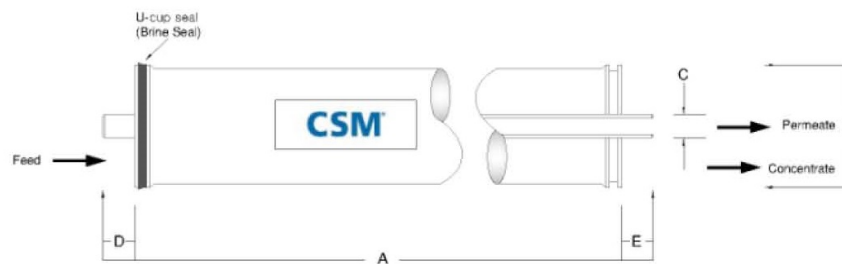 U-cup seal
(Brine Seal)
CSM
C
Permeate
Feed
Concentrate
D
E
A